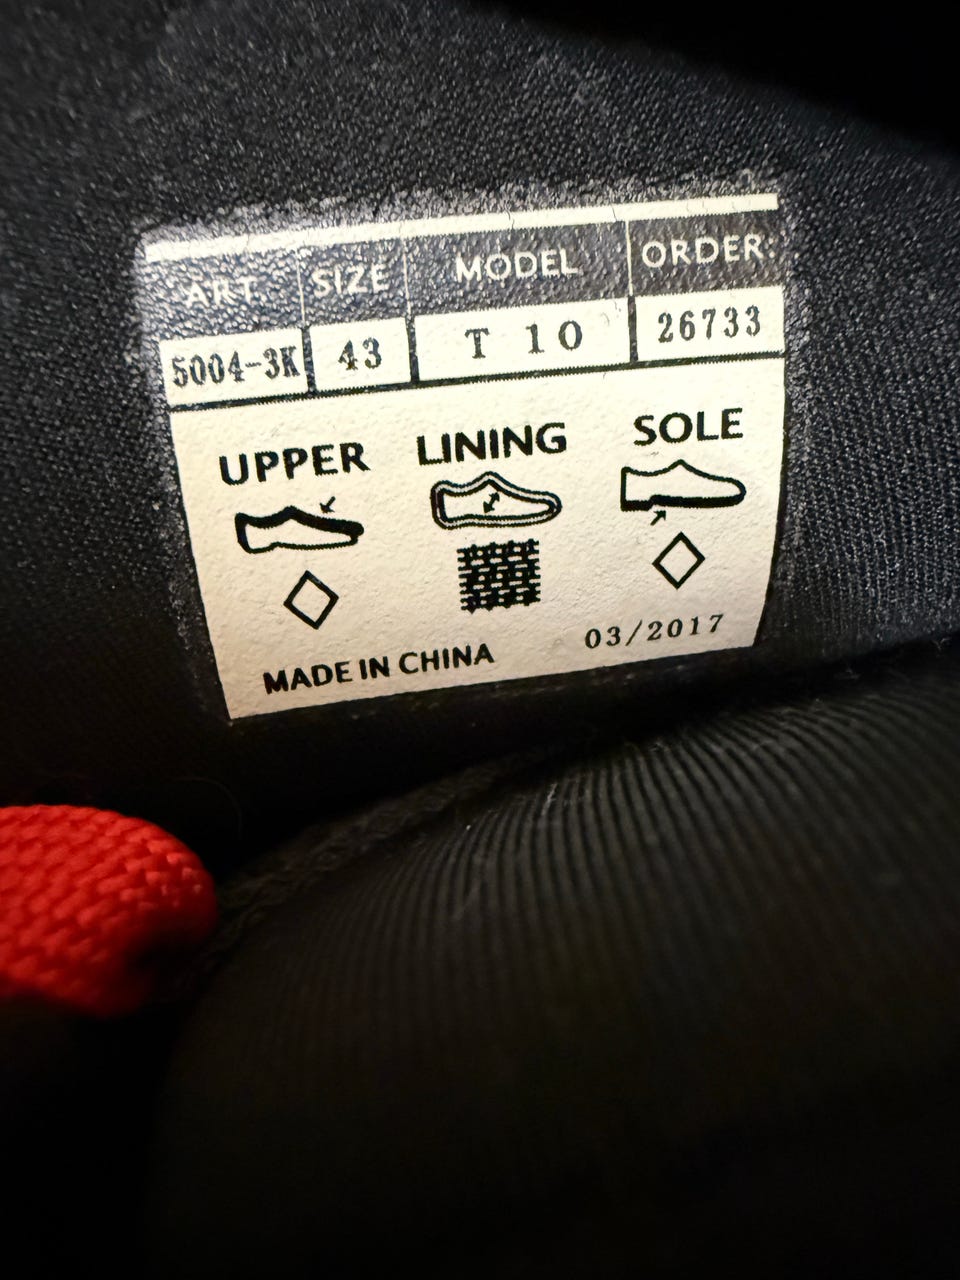 ART. SIZE MODEL ORDER:
5004-3K 43 T 10 26733
UPPER LINING SOLE
MADE IN CHINA 03/2017